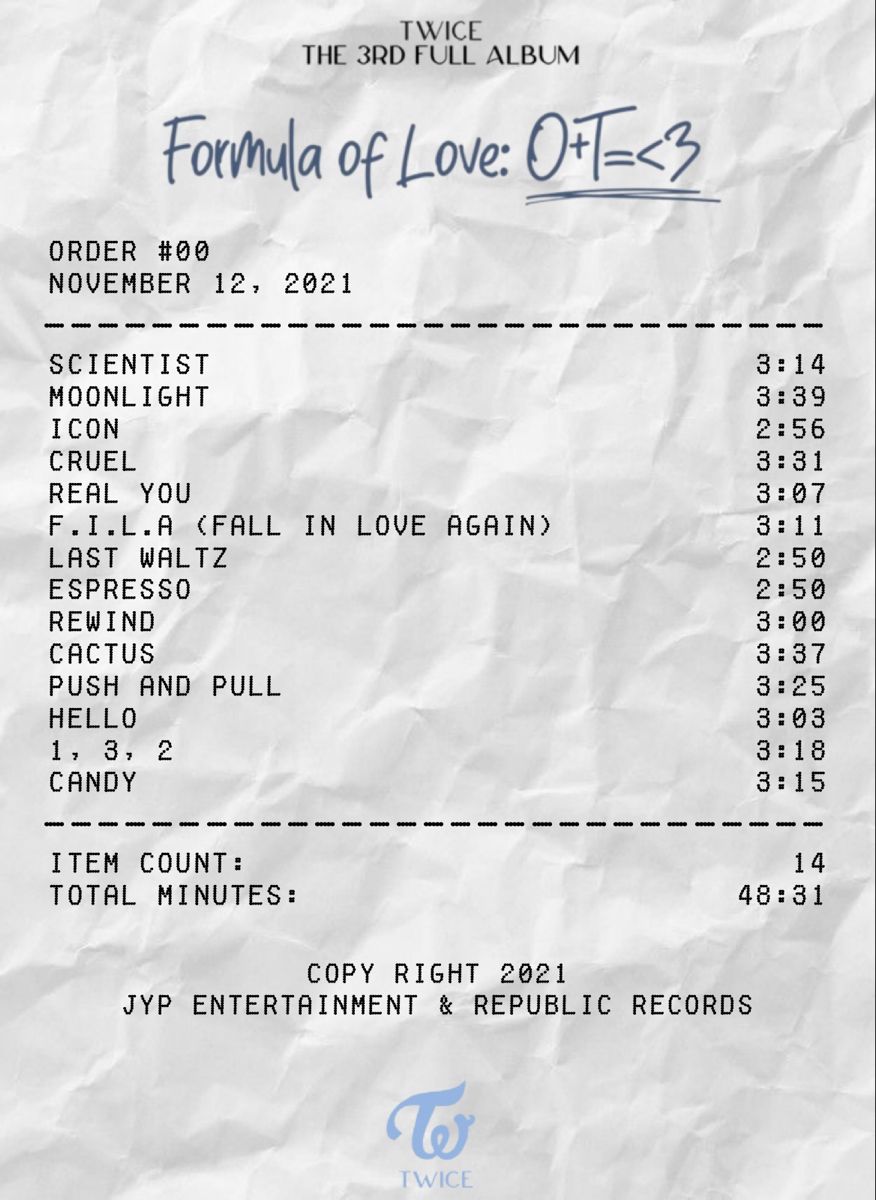 TWICE
THE 3RD FULL ALBUM
Formula of Love: O+T=<3
ORDER #00
NOVEMBER 12, 2021
SCIENTIST 3:14
MOONLIGHT 3:39
ICON 2:56
CRUEL 3:31
REAL YOU 3:07
F.I.L.A (FALL IN LOVE AGAIN) 3:11
LAST WALTZ 2:50
ESPRESSO 2:50
REWIND 3:00
CACTUS 3:37
PUSH AND PULL 3:25
HELLO 3:03
1, 3, 2 3:18
CANDY 3:15
ITEM COUNT: 14
TOTAL MINUTES: 48:31
COPY RIGHT 2021
JYP ENTERTAINMENT & REPUBLIC RECORDS
TW
TWICE